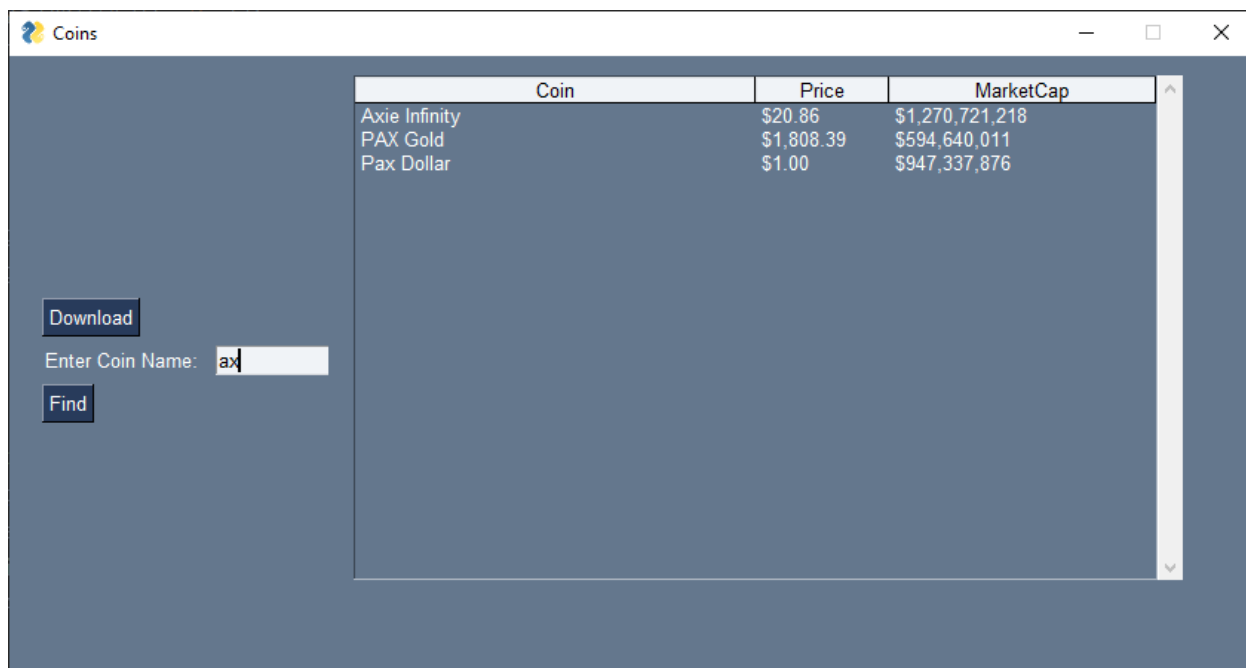 Coins
Coin Price MarketCap
Axie Infinity $20.86 $1,270,721,218
PAX Gold $1,808.39 $594,640,011
Pax Dollar $1.00 $947,337,876
Download
Enter Coin Name: ax
Find